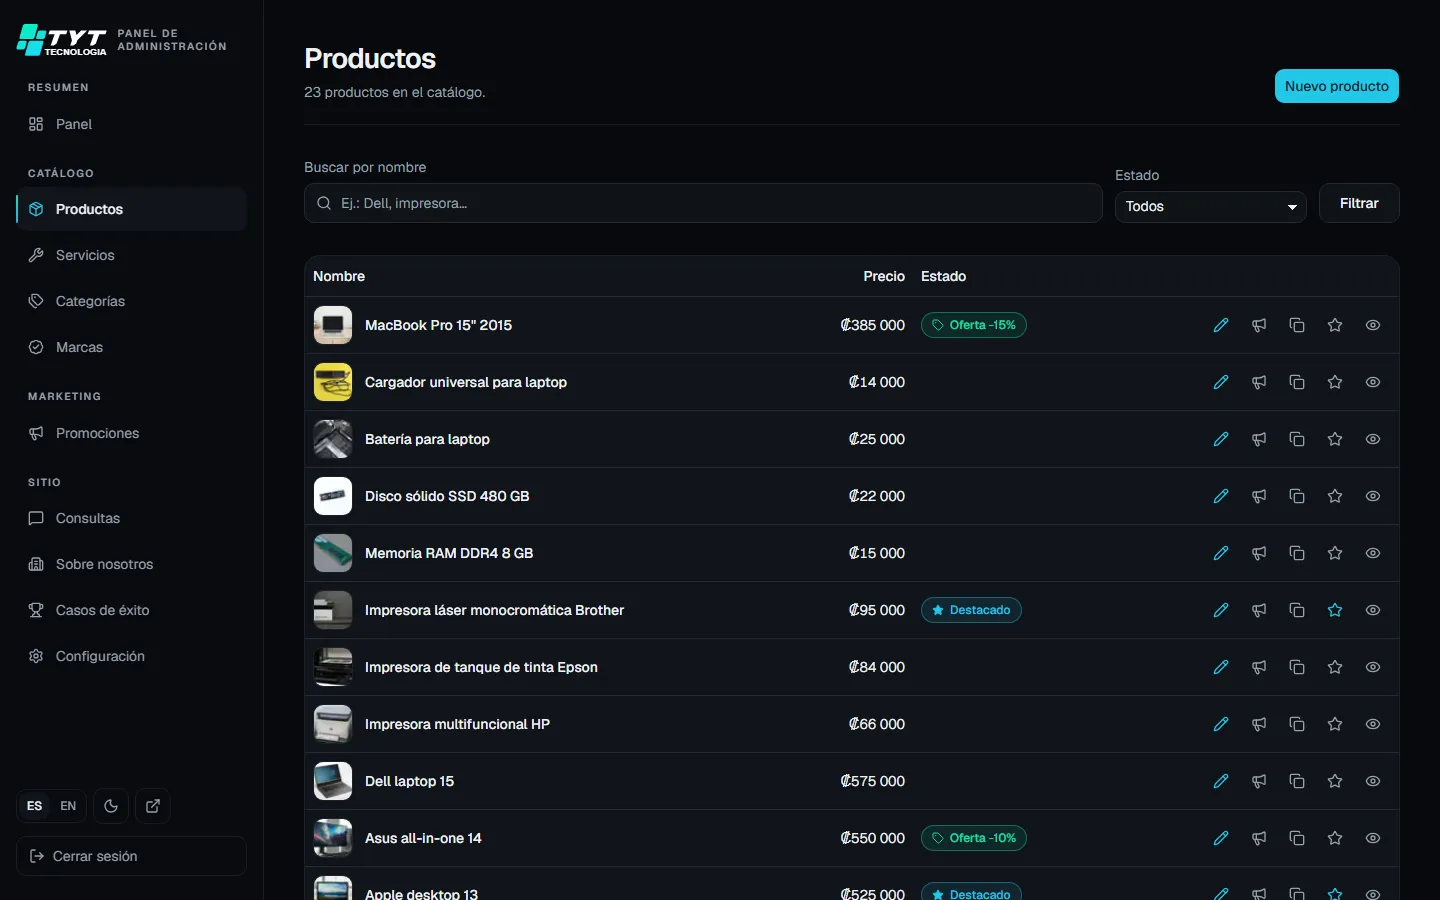 TYT
TECNOLOGIA
PANEL DE
ADMINISTRACIÓN
RESUMEN
Panel
CATÁLOGO
Productos
Servicios
Categorías
Marcas
MARKETING
Promociones
SITIO
Consultas
Sobre nosotros
Casos de éxito
Configuración
ES EN
Cerrar sesión
Productos
23 productos en el catálogo.
Nuevo producto
Buscar por nombre
Ej.: Dell, impresora...
Estado
Todos
Filtrar
Nombre Precio Estado
MacBook Pro 15" 2015 ₡385 000 Oferta -15%
Cargador universal para laptop ₡14 000
Batería para laptop ₡25 000
Disco sólido SSD 480 GB ₡22 000
Memoria RAM DDR4 8 GB ₡15 000
Impresora láser monocromática Brother ₡95 000 Destacado
Impresora de tanque de tinta Epson ₡84 000
Impresora multifuncional HP ₡66 000
Dell laptop 15 ₡575 000
Asus all-in-one 14 ₡550 000 Oferta -10%
Apple desktop 13 ₡525 000 Destacado